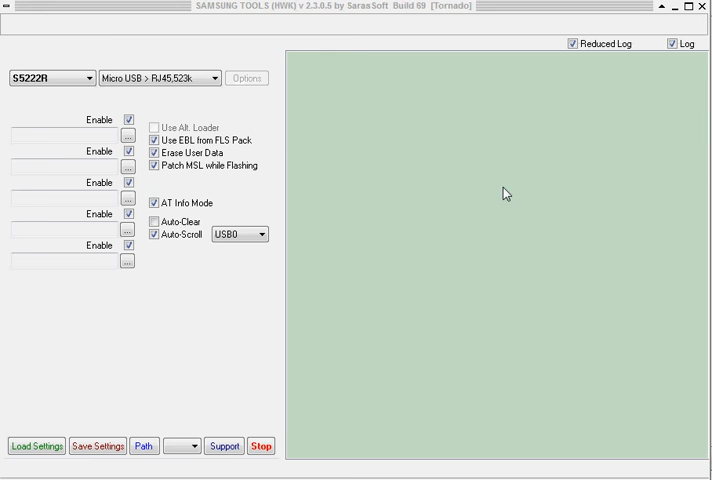 SAMSUNG TOOLS (HWK) v 2.3.0.5 by SarasSoft Build 69 [Tornado]
Reduced Log Log
S5222R Micro USB > RJ45,523k Options
Enable
Use Alt. Loader
...
Use EBL from FLS Pack
Enable
Erase User Data
...
Patch MSL while Flashing
Enable
...
AT Info Mode
Enable
Auto-Clear
...
Auto-Scroll USB0
Enable
...
Load Settings Save Settings Path Support Stop